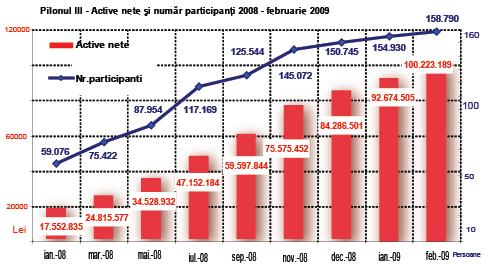 Pilonul III - Active nete şi număr participanţi 2008 - februarie 2009
158.790
120000
Active nete
125.544
150.745
154.930
160
Nr.participanti
145.072
100.223.189
87.954
117.169
92.674.505
100
84.286.501
60000
59.076
75.422
75.575.452
59.597.844
47.152.184
50
34.528.932
20000
24.815.577
Lei
17.552.835
10
ian.-08
mar.-08
mai.-08
iul.-08
sep.-08
nov.-08
dec.-08
ian.-09
feb.-09
Persoane